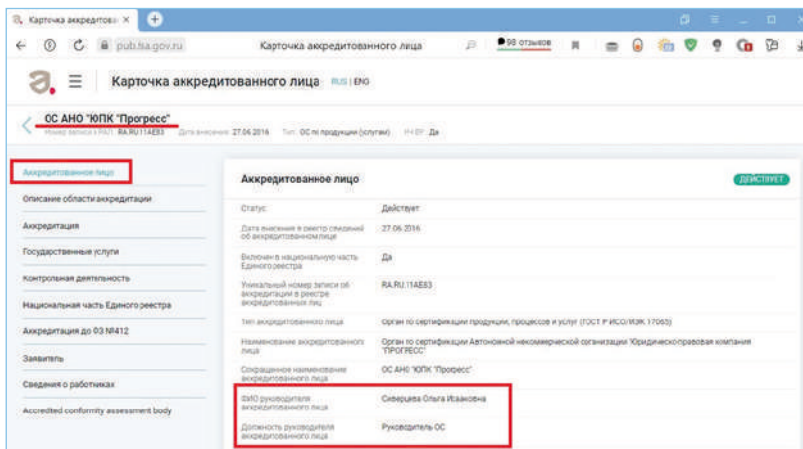 Карточка аккредитова
pub.fsa.gov.ru
Карточка аккредитованного лица
98 отзывов
Карточка аккредитованного лица RUS | ENG
ОС АНО "ЮПК "Прогресс"
Номер записи в РАЛ: RA.RU.11АЕ83 Дата внесения: 27.06.2016 Тип: ОС по продукции (услугам) Да
Аккредитованное лицо
Описание области аккредитации
Аккредитация
Государственные услуги
Контрольная деятельность
Национальная часть Единого реестра
Аккредитация до 03 №412
Заявитель
Сведения о работниках
Accredited conformity assessment body
Аккредитованное лицо
ДЕЙСТВУЕТ
Статус Действует
Дата внесения в реестр сведений 27.06.2016
об аккредитованном лице
Включен в национальную часть Да
Единого реестра
Уникальный номер записи об RA.RU.11АЕ83
аккредитации в реестре
аккредитованных лиц
Тип аккредитованного лица Орган по сертификации продукции, процессов и услуг (ГОСТ Р ИСО/МЭК 17065)
Наименование аккредитованного Орган по сертификации Автономной некоммерческой организации "Юридическо-правовая компания
лица "ПРОГРЕСС"
Сокращенное наименование ОС АНО "ЮПК "Прогресс"
аккредитованного лица
ФИО руководителя Сиверцева Ольга Исааковна
аккредитованного лица
Должность руководителя Руководитель ОС
аккредитованного лица